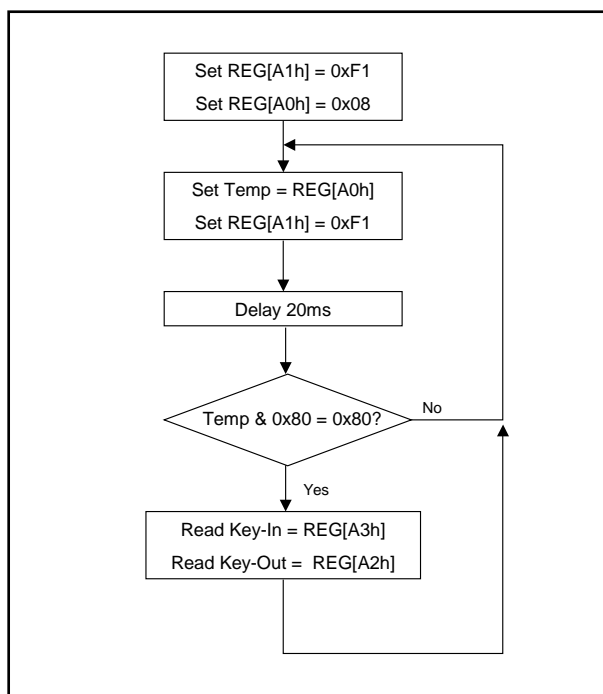 Set REG[A1h] = 0xF1
Set REG[A0h] = 0x08
Set Temp = REG[A0h]
Set REG[A1h] = 0xF1
Delay 20ms
Temp & 0x80 = 0x80?
No
Yes
Read Key-In = REG[A3h]
Read Key-Out = REG[A2h]